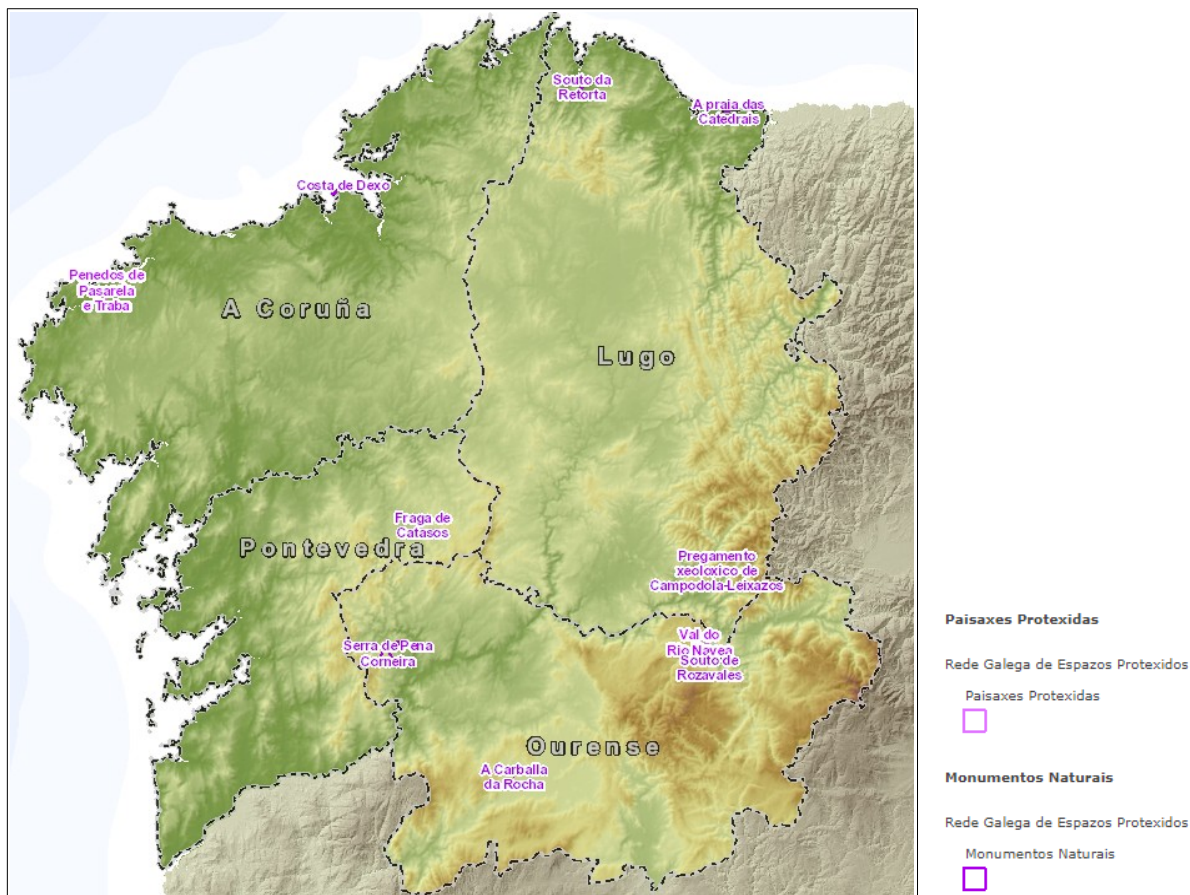 Souto da
Retorta
A praia das
Catedrais
Costa de Dexo
Penedos de
Pasarela
e Traba
A Coruña
Lugo
Fraga de
Catasos
Pontevedra
Pregamento
xeoloxico de
Campodola-Leixazos
Serra de Pena
Corneira
Val do
Rio Navea
Souto de
Rozavales
Ourense
A Carballa
da Rocha
Paisaxes Protexidas
Rede Galega de Espazos Protexidos
Paisaxes Protexidas
Monumentos Naturais
Rede Galega de Espazos Protexidos
Monumentos Naturais